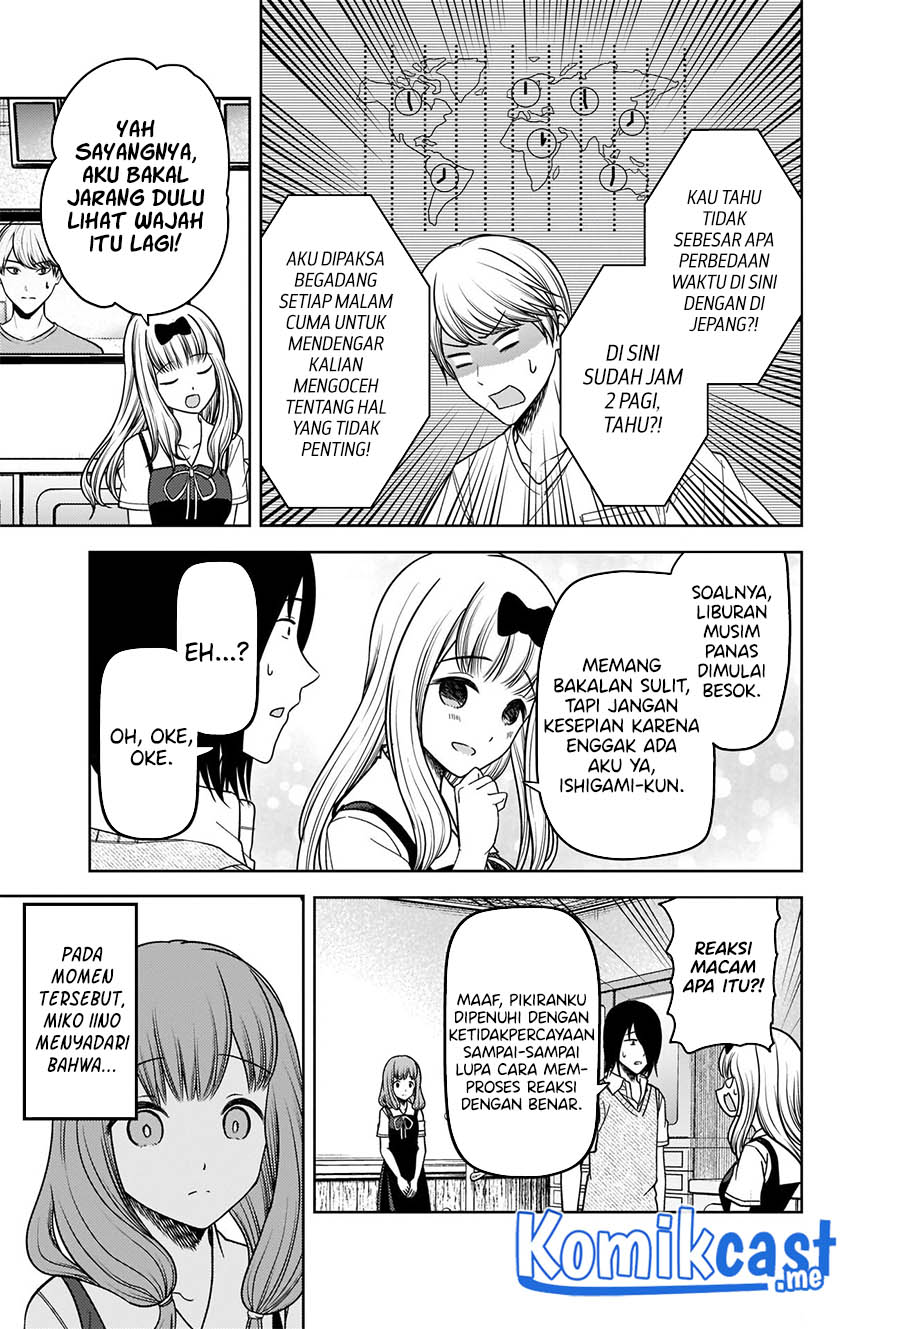 KAU TAHU
TIDAK
SEBESAR APA
PERBEDAAN
WAKTU DI SINI
DENGAN DI
JEPANG?!
DI SINI
SUDAH JAM
2 PAGI,
TAHU?!
AKU DIPAKSA
BEGADANG
SETIAP MALAM
CUMA UNTUK
MENDENGAR
KALIAN
MENGOCEH
TENTANG HAL
YANG TIDAK
PENTING!
YAH
SAYANGNYA,
AKU BAKAL
JARANG DULU
LIHAT WAJAH
ITU LAGI!
SOALNYA,
LIBURAN
MUSIM
PANAS
DIMULAI
BESOK.
MEMANG
BAKALAN SULIT,
TAPI JANGAN
KESEPIAN KARENA
ENGGAK ADA
AKU YA,
ISHIGAMI-KUN.
EH...?
OH, OKE,
OKE.
REAKSI
MACAM
APA ITU?!
MAAF, PIKIRANKU
DIPENUHI DENGAN
KETIDAKPERCAYAAN
SAMPAI-SAMPAI
LUPA CARA MEM-
PROSES REAKSI
DENGAN BENAR.
PADA
MOMEN
TERSEBUT,
MIKO IINO
MENYADARI
BAHWA...
Komikcast
.me